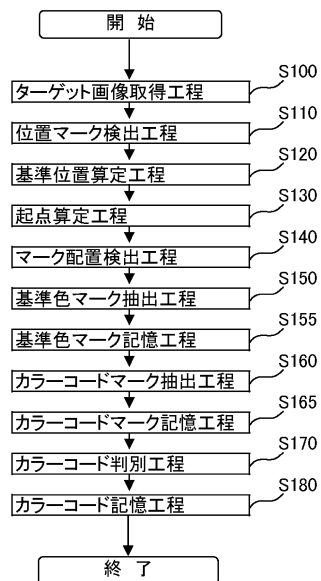 開 始
S100
ターゲット画像取得工程
S110
位置マーク検出工程
S120
基準位置算定工程
S130
起点算定工程
S140
マーク配置検出工程
S150
基準色マーク抽出工程
S155
基準色マーク記憶工程
S160
カラーコードマーク抽出工程
S165
カラーコードマーク記憶工程
S170
カラーコード判別工程
S180
カラーコード記憶工程
終 了